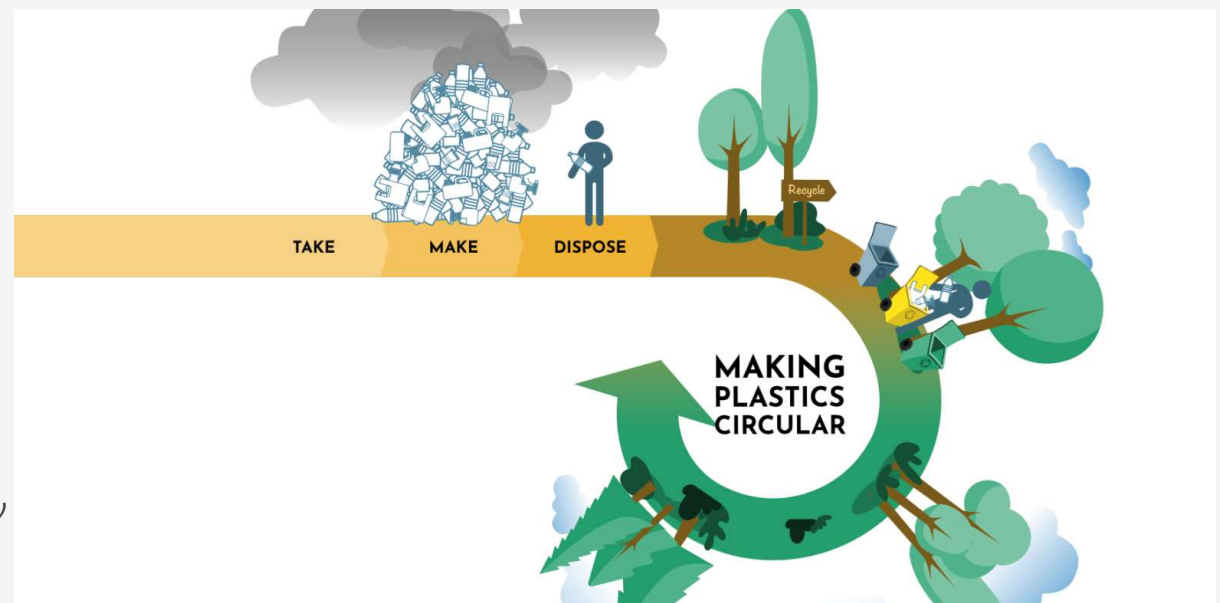 Recycle
TAKE MAKE DISPOSE
MAKING
PLASTICS
CIRCULAR